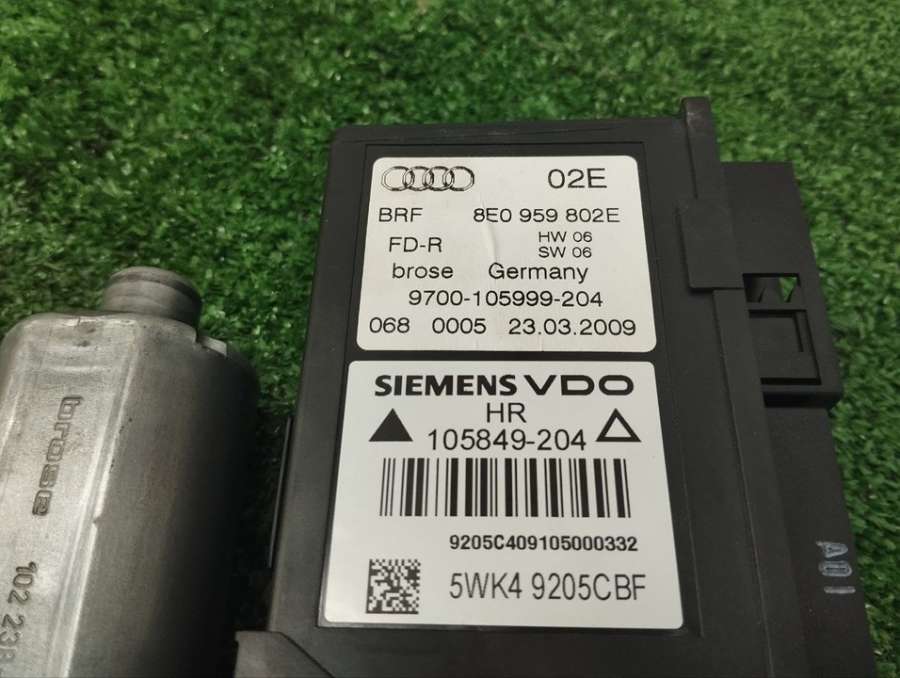 02E
BRF 8E0 959 802E
FD-R HW 06
SW 06
brose Germany
9700-105999-204
068 0005 23.03.2009
SIEMENS VDO
HR
105849-204
9205C409105000332
5WK4 9205CBF
brose
A01